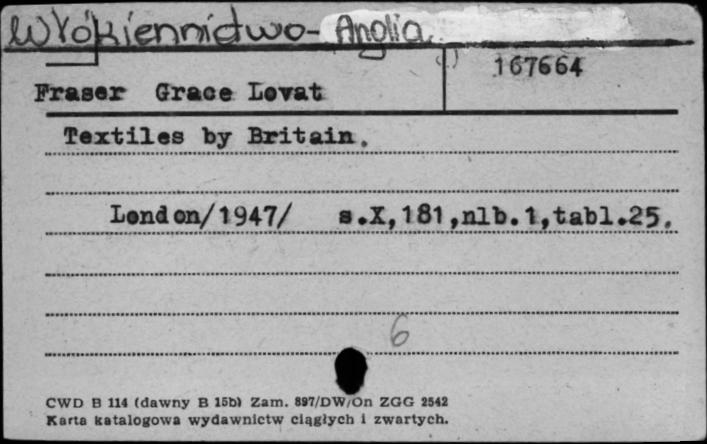 Włókiennictwo - Anglia
167664
Fraser Grace Lovat
Textiles by Britain.
London/1947/ s.X,181,nlb.1,tabl.25.
6
CWD B 114 (dawny B 15b) Zam. 897/DW/On ZGG 2542
Karta katalogowa wydawnictw ciągłych i zwartych.